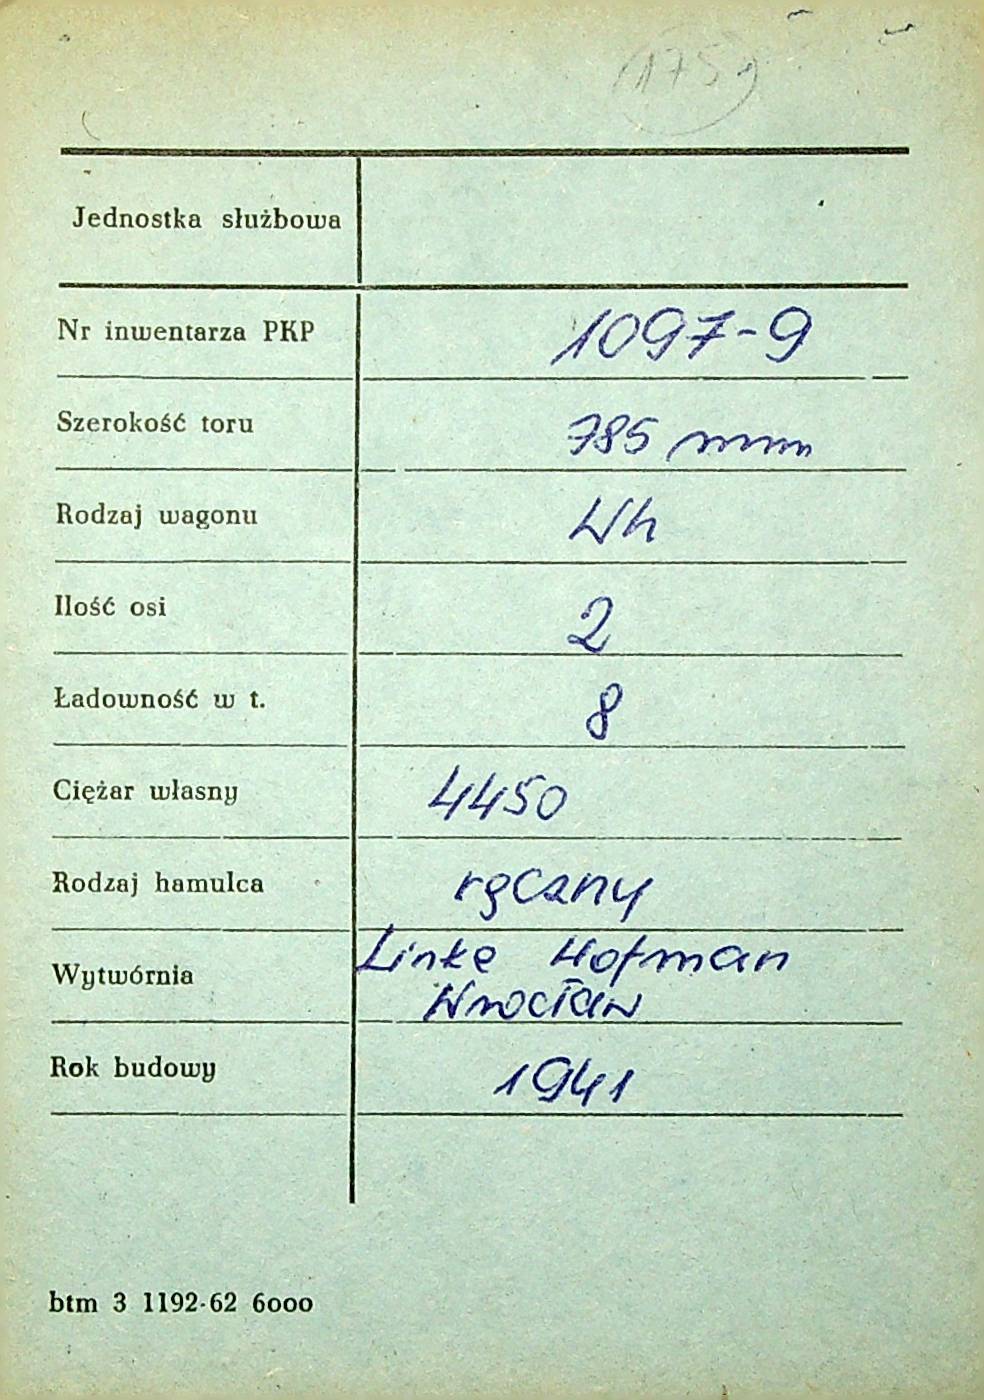 Jednostka służbowa
Nr inwentarza PKP 1097-9
Szerokość toru 785 mm
Rodzaj wagonu Wh
Ilość osi 2
Ładowność w t. 8
Ciężar własny 4450
Rodzaj hamulca ręczny
Wytwórnia Linke Hofman
Wrocław
Rok budowy 1941
btm 3 1192-62 6000